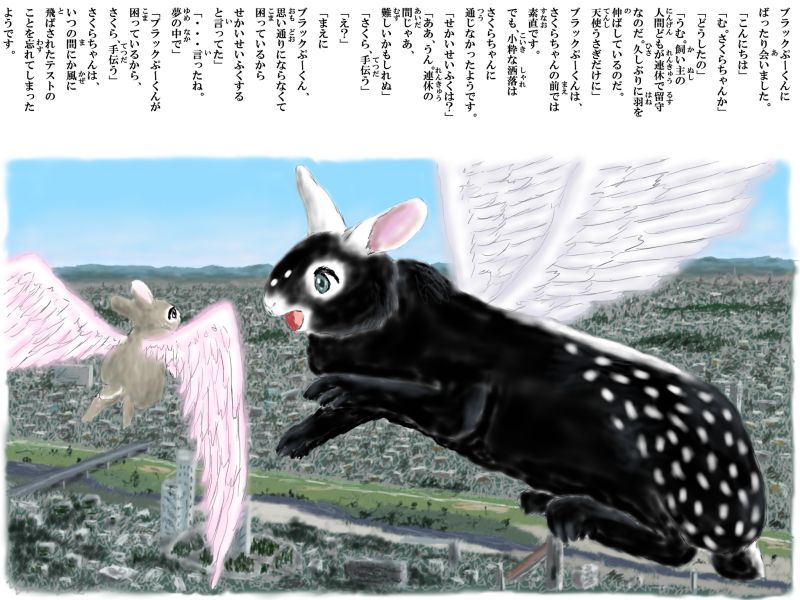 ブラックぷーくんに
ばったり会いました。
「こんにちは」
「む。さくらちゃんか」
「どうしたの」
「うむ。飼い主の
人間どもが連休で留守
なのだ。久しぶりに羽を
伸ばしているのだ。
天使うさぎだけに」
ブラックぷーくんは、
さくらちゃんの前では
素直です。
でも、小粋な洒落は
さくらちゃんに
通じなかったようです。
「せかいせいふくは？」
「ああ、うん。連休の
間じゃあ、
難しいかもしれぬ」
「さくら、手伝う」
「え？」
「まえに
ブラックぷーくん、
思い通りにならなくて
困っているから
せかいせいふくする
と言っていた」
「・・・言ったね。
夢の中で」
「ブラックぷーくんが
困っているから、
さくら、手伝う」
さくらちゃんは、
いつの間にか風に
飛ばされたテストの
ことを忘れてしまった
ようです。